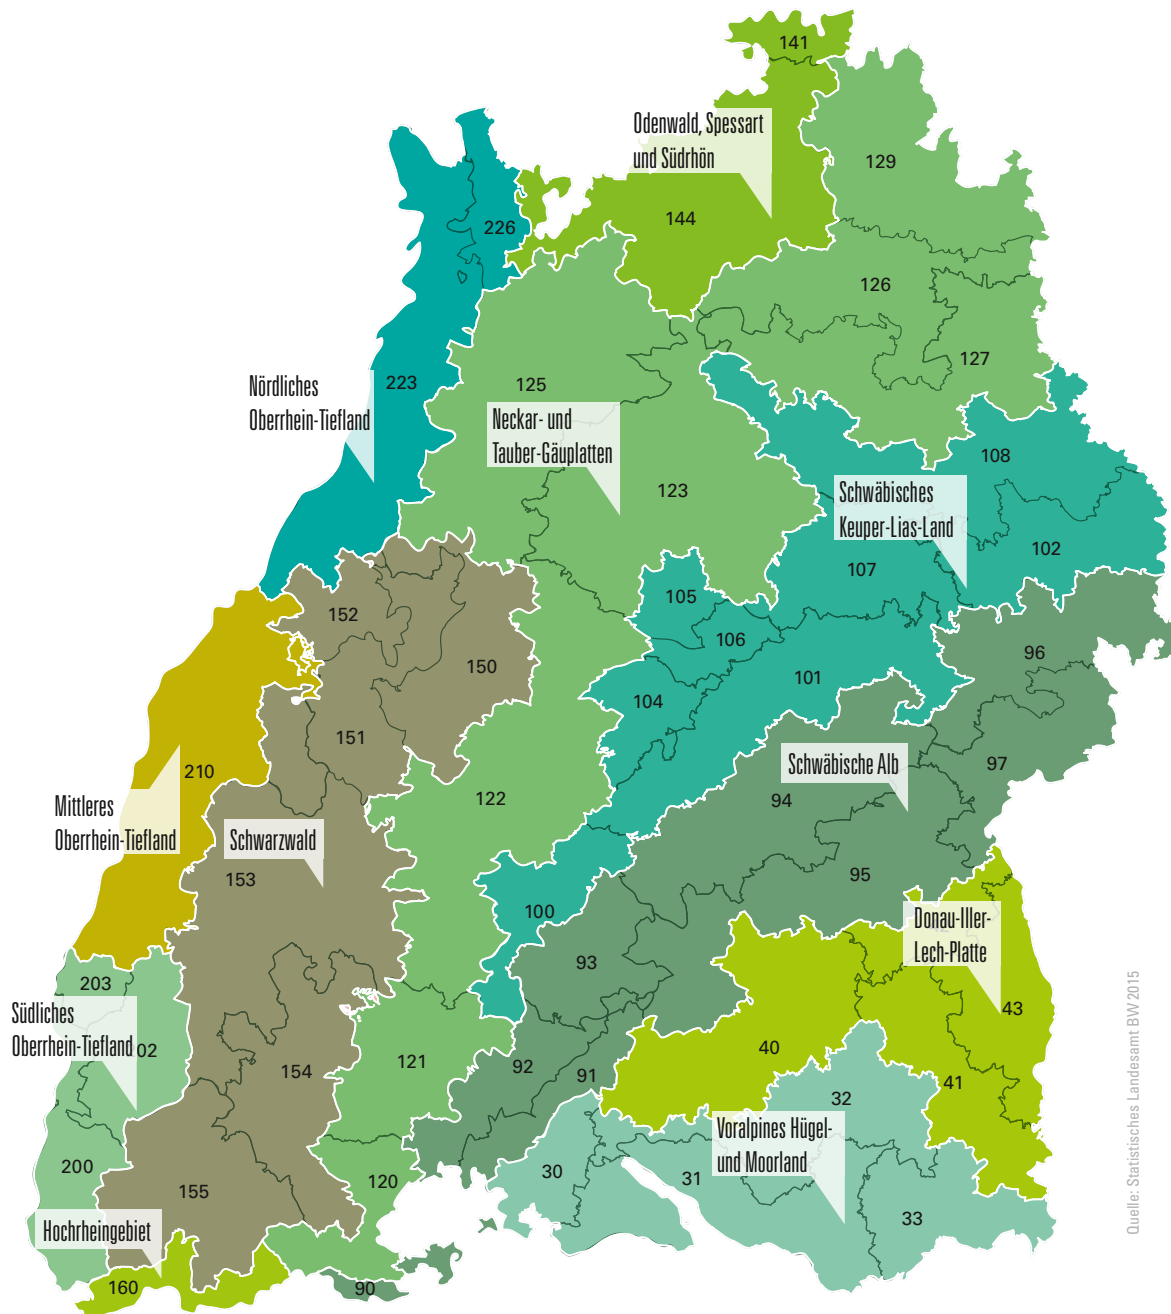 141
Odenwald, Spessart
und Südrhön
129
144
226
126
127
223
125
Nördliches
Oberrhein-Tiefland
Neckar- und
Tauber-Gäuplatten
123
108
Schwäbisches
Keuper-Lias-Land
102
107
105
152
106
96
150
101
104
151
97
Schwäbische Alb
210
94
122
Mittleres
Oberrhein-Tiefland
Schwarzwald
153
95
100
Donau-Iller-
Lech-Platte
93
203
43
Südliches
Oberrhein-Tiefland
02
40
121
92
154
91
41
32
Voralpines Hügel-
und Moorland
200
30
31
120
155
33
Hochrheingebiet
160
90
Quelle: Statistisches Landesamt BW 2015